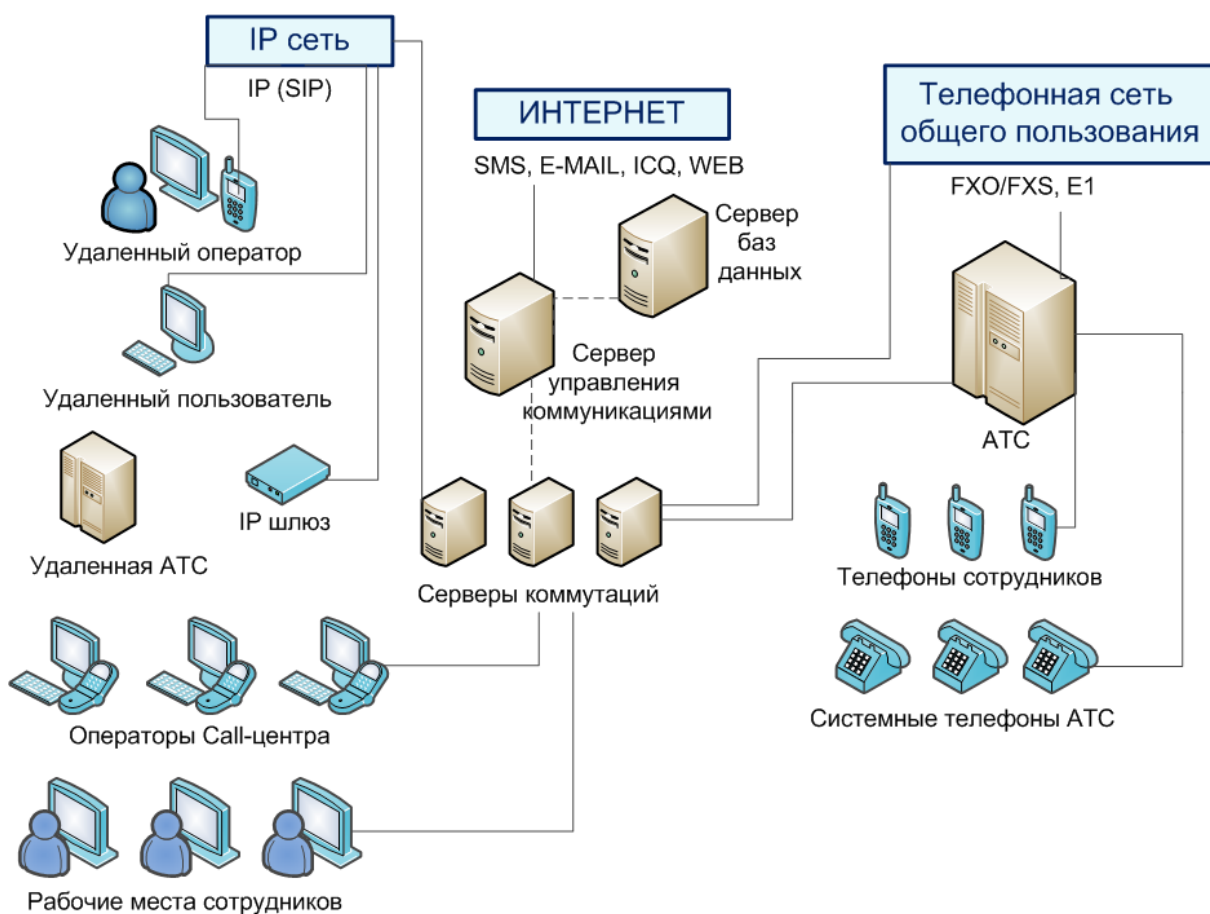 IP сеть
IP (SIP)
Удаленный оператор
Удаленный пользователь
IP шлюз
Удаленная АТС
ИНТЕРНЕТ
SMS, E-MAIL, ICQ, WEB
Сервер
баз
данных
Сервер
управления
коммуникациями
Серверы коммутаций
Телефонная сеть
общего пользования
FXO/FXS, E1
АТС
Телефоны сотрудников
Системные телефоны АТС
Операторы Call-центра
Рабочие места сотрудников